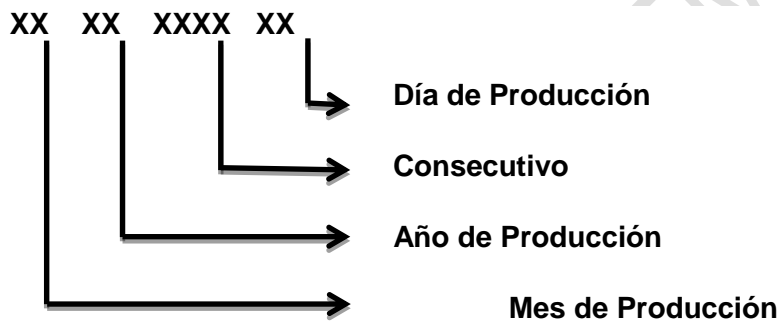 XX XX XXXX XX
Día de Producción
Consecutivo
Año de Producción
Mes de Producción